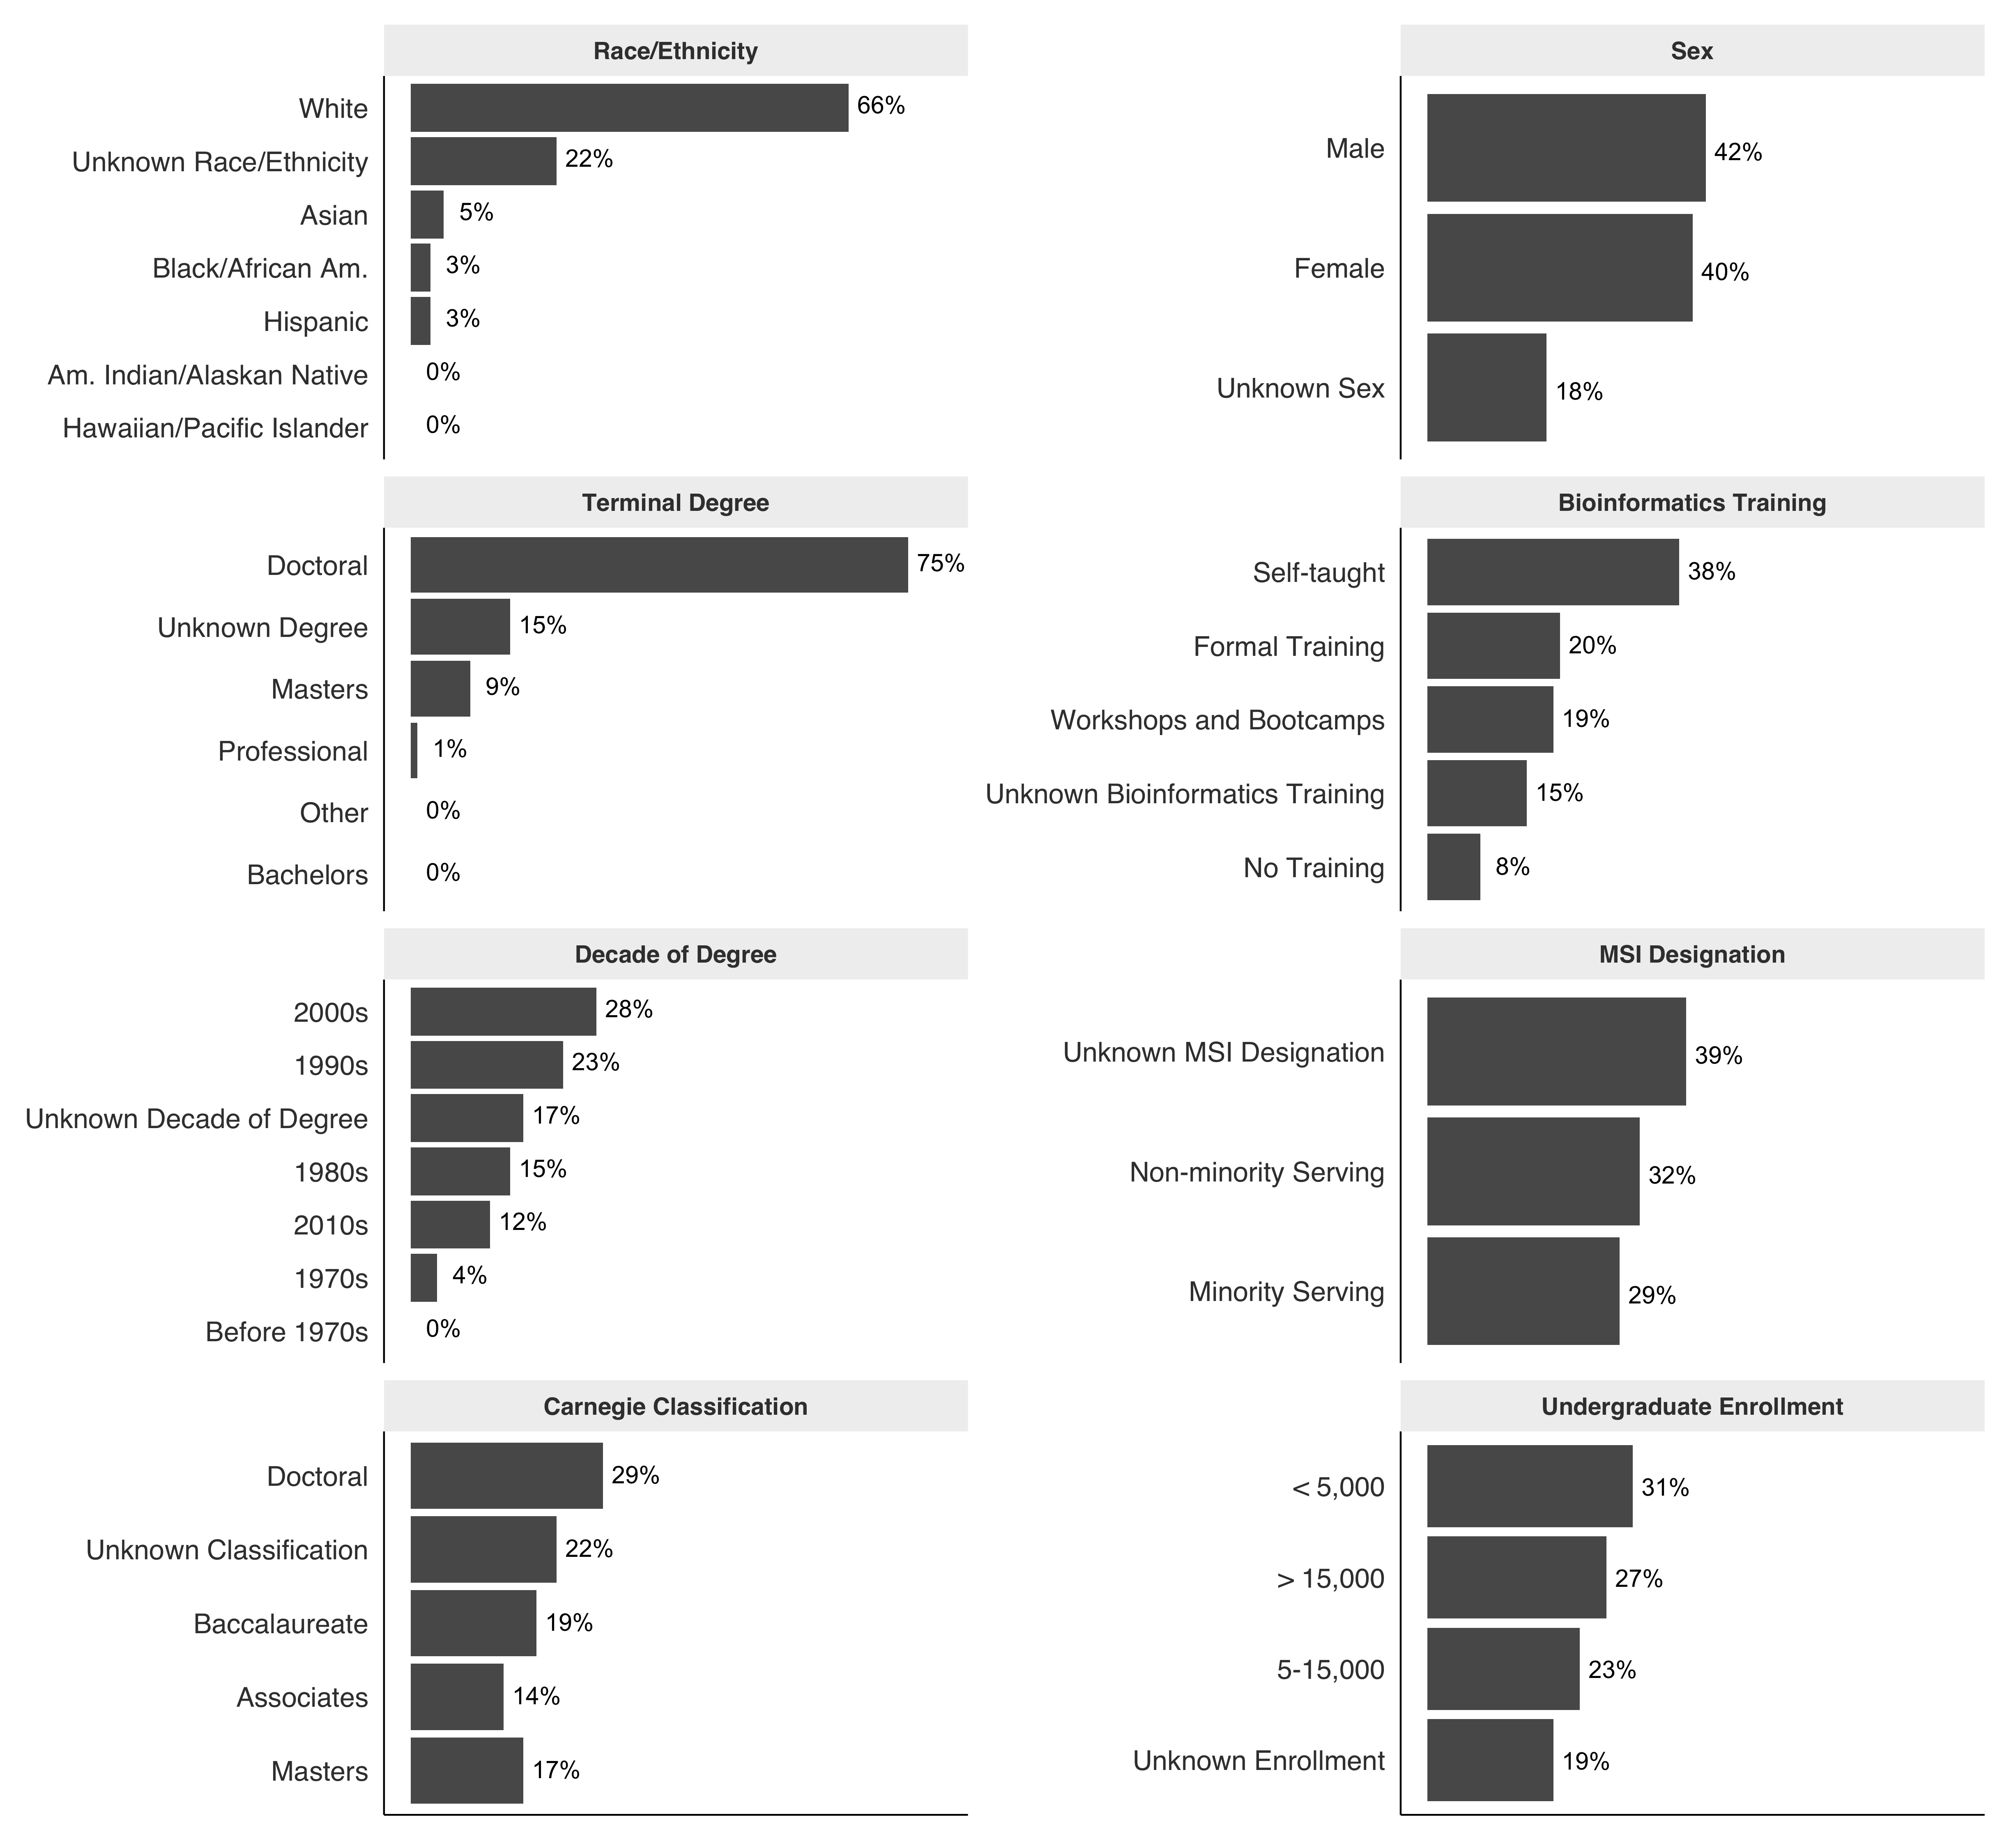 Race/Ethnicity
White 66%
Unknown Race/Ethnicity 22%
Asian 5%
Black/African Am. 3%
Hispanic 3%
Am. Indian/Alaskan Native 0%
Hawaiian/Pacific Islander 0%
Sex
Male 42%
Female 40%
Unknown Sex 18%
Terminal Degree
Doctoral 75%
Unknown Degree 15%
Masters 9%
Professional 1%
Other 0%
Bachelors 0%
Bioinformatics Training
Self-taught 38%
Formal Training 20%
Workshops and Bootcamps 19%
Unknown Bioinformatics Training 15%
No Training 8%
Decade of Degree
2000s 28%
1990s 23%
Unknown Decade of Degree 17%
1980s 15%
2010s 12%
1970s 4%
Before 1970s 0%
MSI Designation
Unknown MSI Designation 39%
Non-minority Serving 32%
Minority Serving 29%
Carnegie Classification
Doctoral 29%
Unknown Classification 22%
Baccalaureate 19%
Associates 14%
Masters 17%
Undergraduate Enrollment
< 5,000 31%
> 15,000 27%
5-15,000 23%
Unknown Enrollment 19%